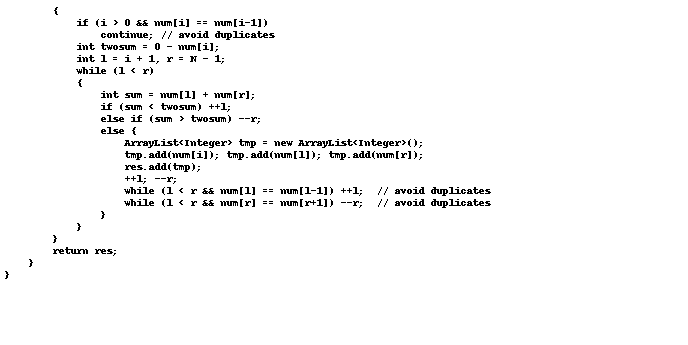 {
if (i > 0 && num[i] == num[i-1])
continue; // avoid duplicates
int twosum = 0 - num[i];
int l = i + 1, r = N - 1;
while (l < r)
{
int sum = num[l] + num[r];
if (sum < twosum) ++l;
else if (sum > twosum) --r;
else {
ArrayList<Integer> tmp = new ArrayList<Integer>();
tmp.add(num[i]); tmp.add(num[l]); tmp.add(num[r]);
res.add(tmp);
++l; --r;
while (l < r && num[l] == num[l-1]) ++l;  // avoid duplicates
while (l < r && num[r] == num[r+1]) --r;  // avoid duplicates
}
}
}
return res;
}
}